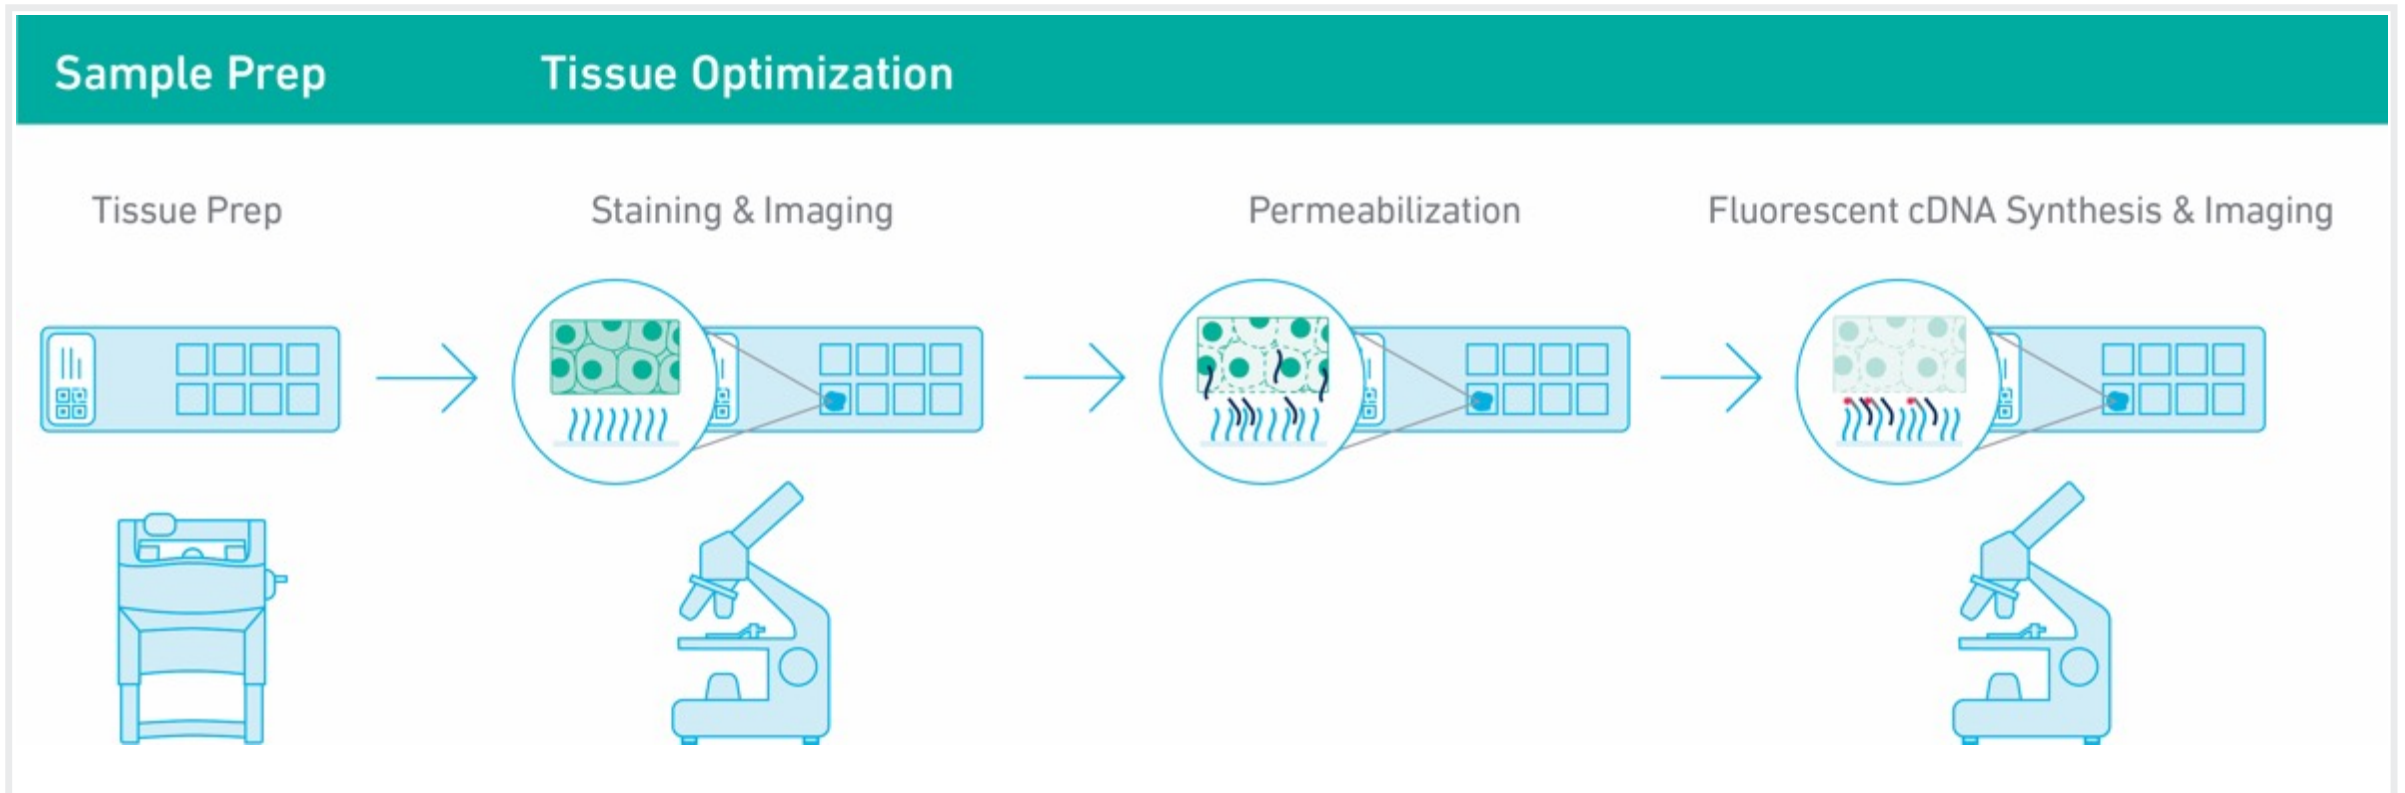 Sample Prep
Tissue Optimization
Tissue Prep
Staining & Imaging
Permeabilization
Fluorescent cDNA Synthesis & Imaging